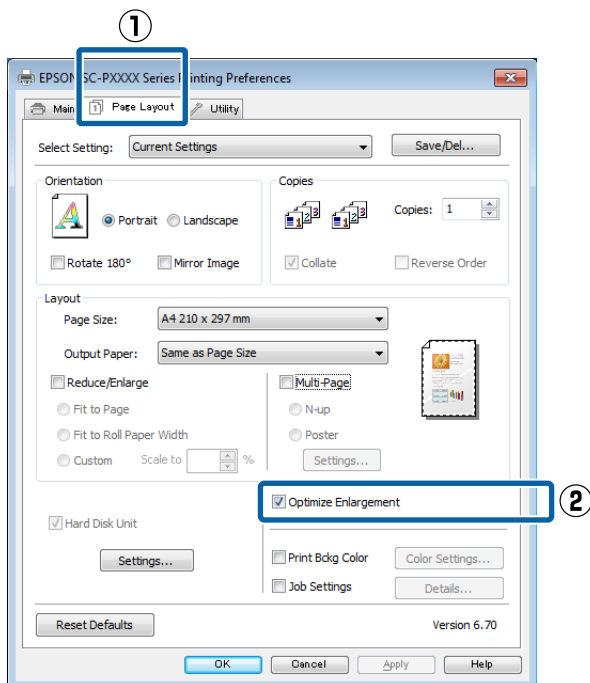 ①
EPSON SC-PXXXX Series Printing Preferences
Main
Page Layout
Utility
Select Setting:
Current Settings
Save/Del...
Orientation
Copies
Portrait
Landscape
Copies:
1
Rotate 180°
Mirror Image
Collate
Reverse Order
Layout
Page Size:
A4 210 x 297 mm
Output Paper:
Same as Page Size
Reduce/Enlarge
Multi-Page
Fit to Page
N-up
Fit to Roll Paper Width
Poster
Custom
Scale to
%
Settings...
Optimize Enlargement
②
Hard Disk Unit
Settings...
Print Bckg Color
Color Settings...
Job Settings
Details...
Reset Defaults
Version 6.70
OK
Cancel
Apply
Help